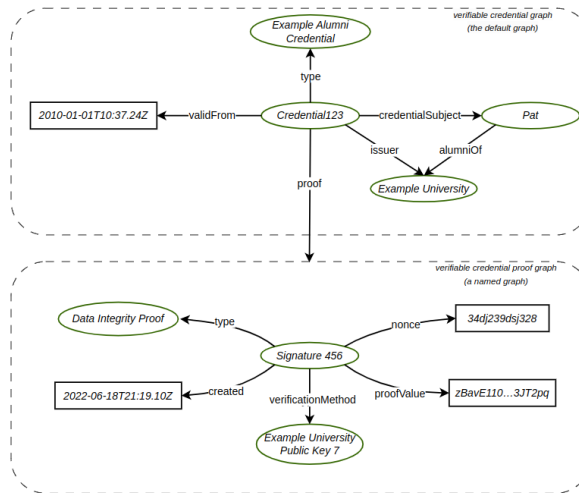 verifiable credential graph
(the default graph)
Example Alumni
Credential
type
2010-01-01T10:37.24Z
validFrom
Credential123
credentialSubject
Pat
issuer
alumniOf
Example University
proof
verifiable credential proof graph
(a named graph)
Data Integrity Proof
type
nonce
34dj239dsj328
Signature 456
2022-06-18T21:19.10Z
created
verificationMethod
proofValue
zBavE110…3JT2pq
Example University
Public Key 7